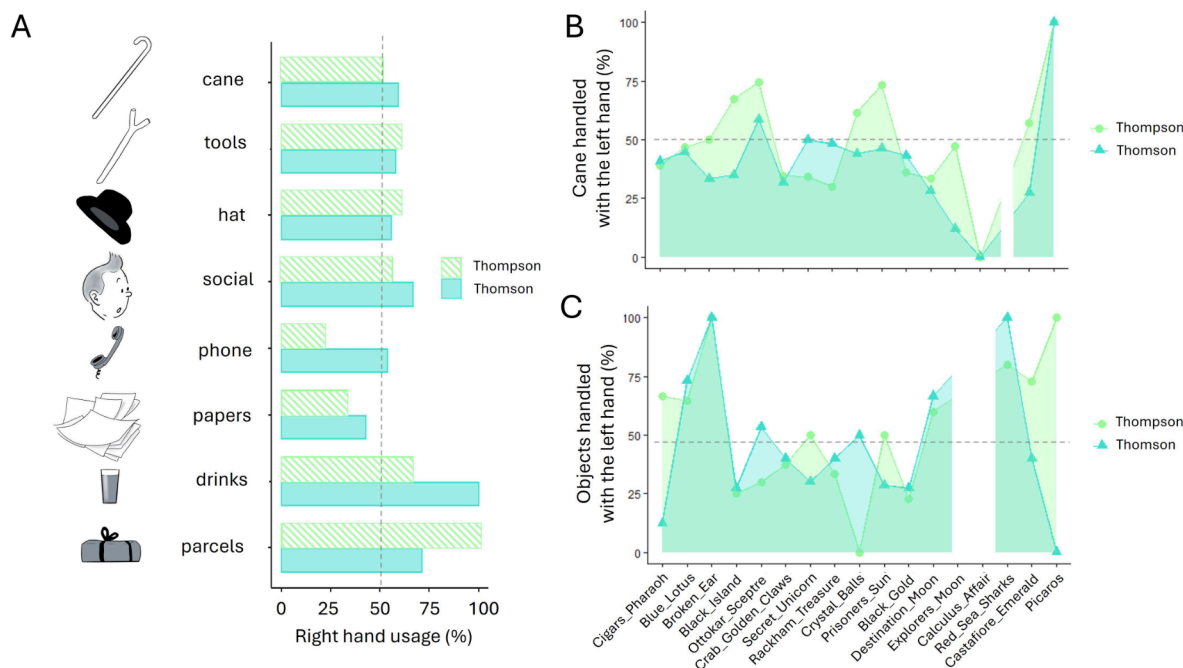 A
cane
tools
hat
social
phone
papers
drinks
parcels
Thompson
Thomson
0
25
50
75
100
Right hand usage (%)
B
Cane handled
with the left hand (%)
100
75
50
25
0
Thompson
Thomson
C
Objects handled
with the left hand (%)
100
75
50
25
0
Thompson
Thomson
Cigars_Pharaoh
Blue_Lotus
Broken_Ear
Black_Island
Ottokar_Sceptre
Crab_Golden_Claws
Secret_Unicorn
Rackham_Treasure
Crystal_Balls
Prisoners_Sun
Black_Gold
Destination_Moon
Explorers_Moon
Calculus_Affair
Red_Sea_Sharks
Castafiore_Emerald
Picaros